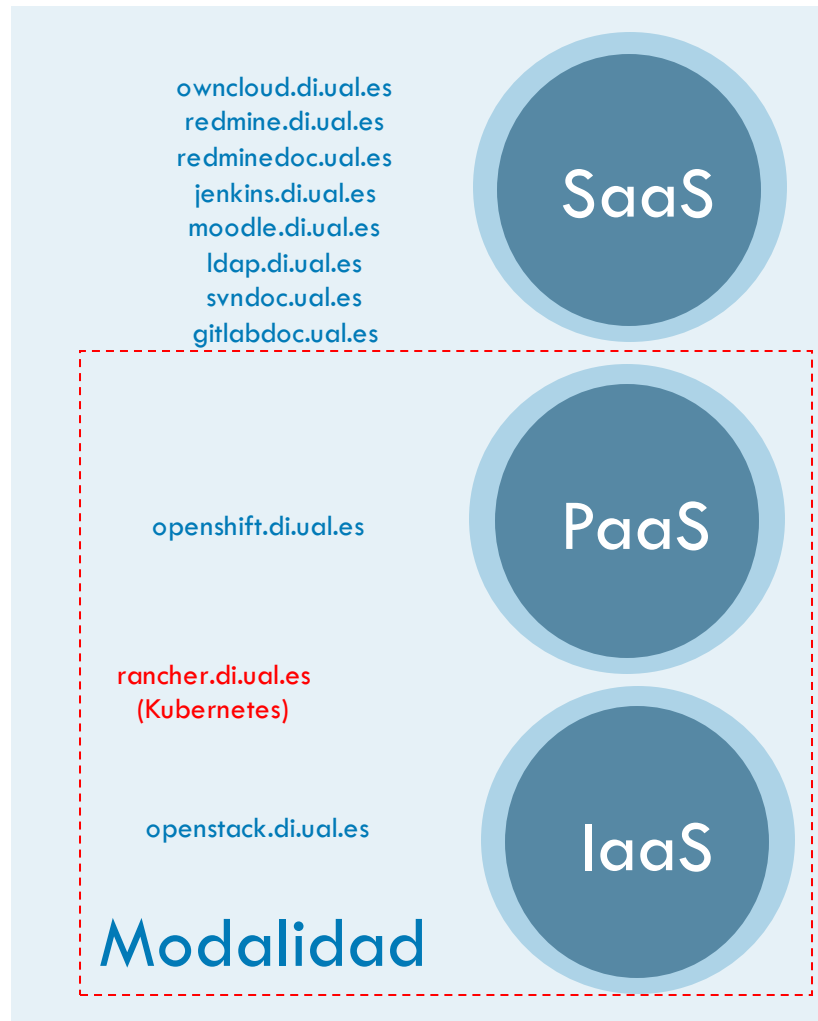 owncloud.di.ual.es
redmine.di.ual.es
redminedoc.ual.es
jenkins.di.ual.es
moodle.di.ual.es
ldap.di.ual.es
svndoc.ual.es
gitlabdoc.ual.es
SaaS
openshift.di.ual.es
PaaS
rancher.di.ual.es
(Kubernetes)
openstack.di.ual.es
IaaS
Modalidad